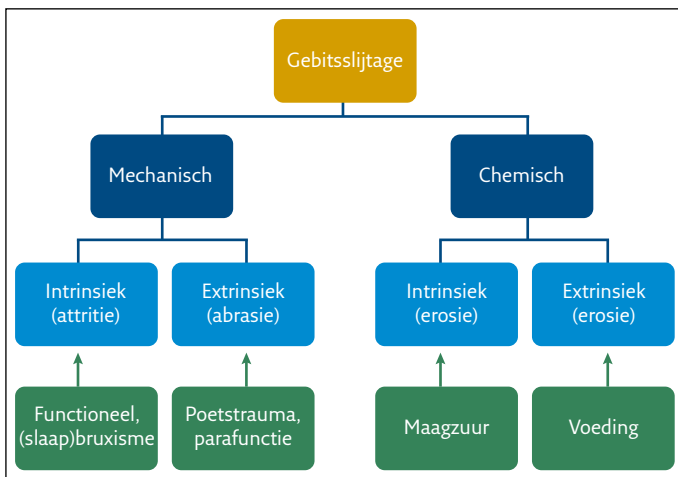 Gebitsslijtage
Mechanisch
Chemisch
Intrinsiek
(attritie)
Extrinsiek
(abrasie)
Intrinsiek
(erosie)
Extrinsiek
(erosie)
Functioneel,
(slaap)bruxisme
Poetstrauma,
parafunctie
Maagzuur
Voeding